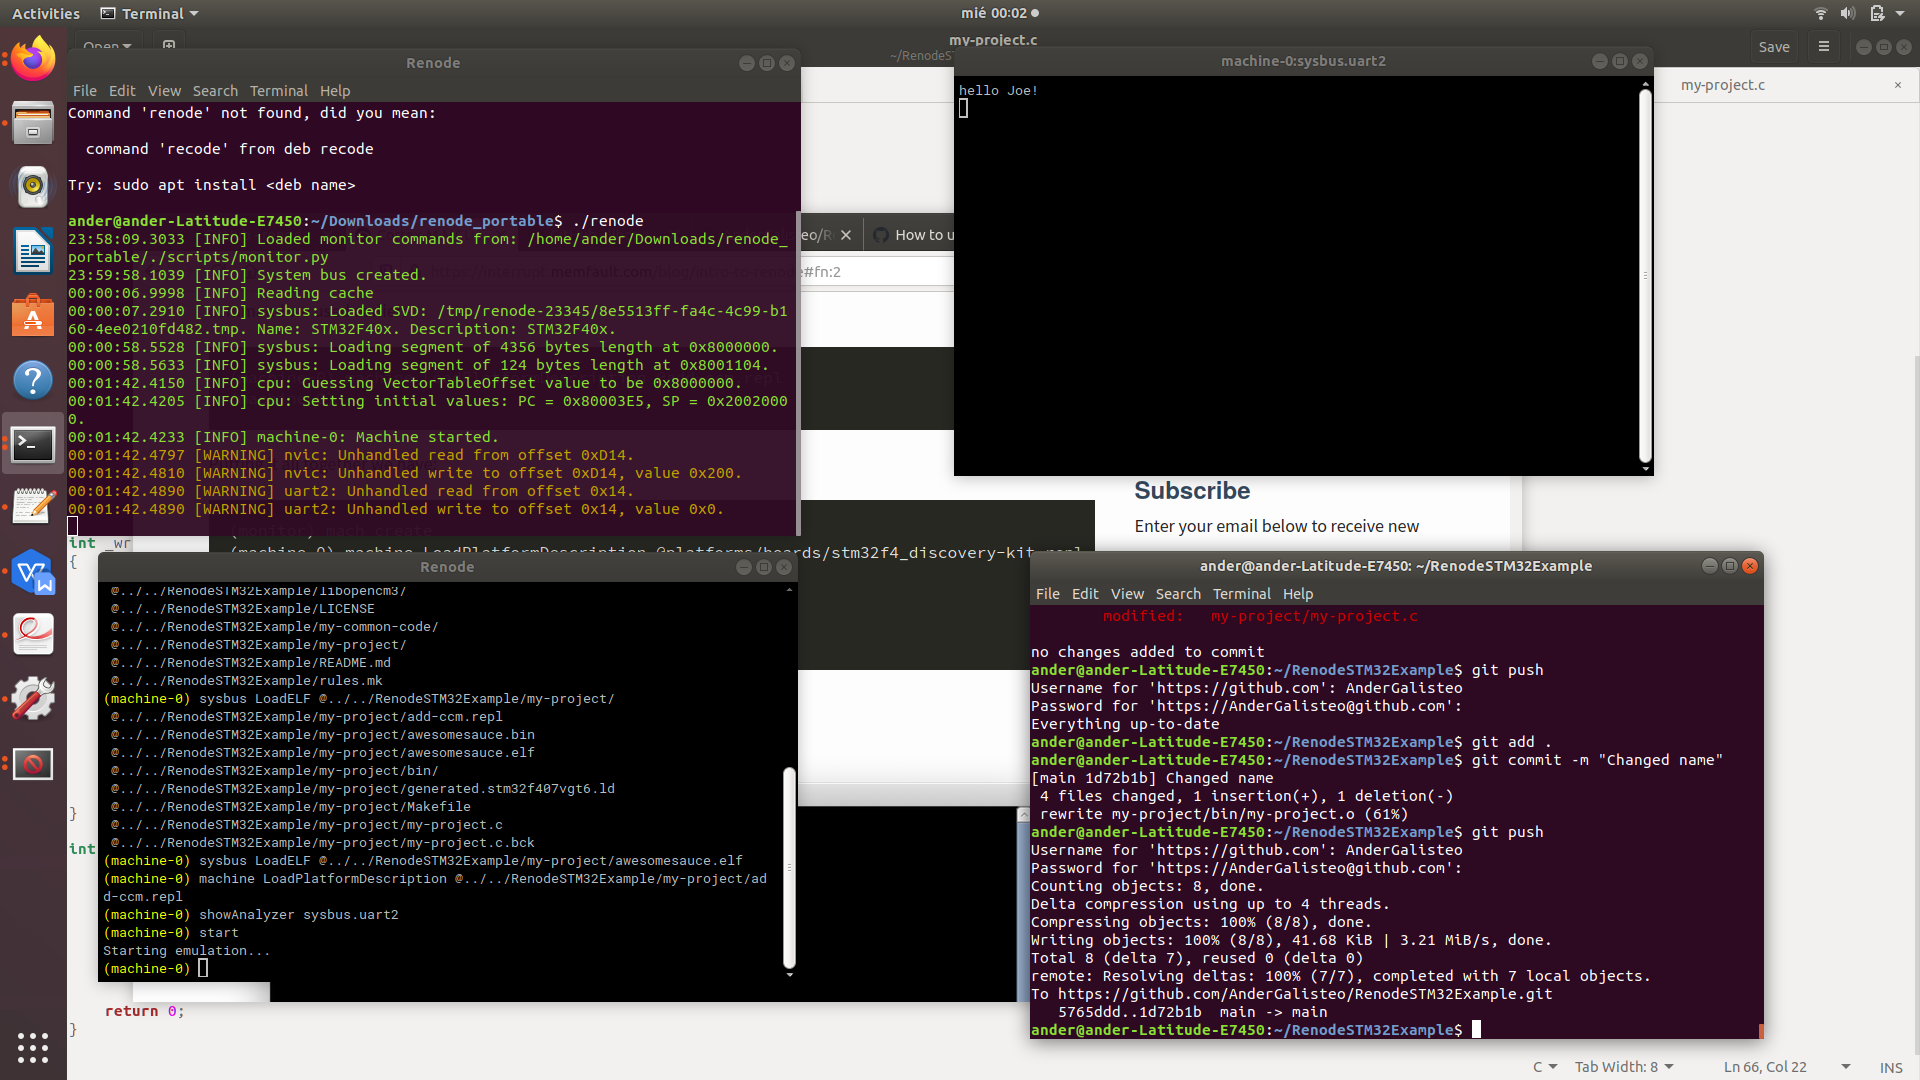 Activities
Terminal
mié 00:02
Open
my-project.c
Save
my-project.c
Renode
File Edit View Search Terminal Help
Command 'renode' not found, did you mean:
command 'recode' from deb recode
Try: sudo apt install <deb name>
ander@ander-Latitude-E7450:~/Downloads/renode_portable$ ./renode
23:58:09.3033 [INFO] Loaded monitor commands from: /home/ander/Downloads/renode_
portable/./scripts/monitor.py
23:59:58.1039 [INFO] System bus created.
00:00:06.9998 [INFO] Reading cache
00:00:07.2910 [INFO] sysbus: Loaded SVD: /tmp/renode-23345/8e5513ff-fa4c-4c99-b1
60-4ee0210fd482.tmp. Name: STM32F40x. Description: STM32F40x.
00:00:58.5528 [INFO] sysbus: Loading segment of 4356 bytes length at 0x8000000.
00:00:58.5633 [INFO] sysbus: Loading segment of 124 bytes length at 0x8001104.
00:01:42.4150 [INFO] cpu: Guessing VectorTableOffset value to be 0x8000000.
00:01:42.4205 [INFO] cpu: Setting initial values: PC = 0x80003E5, SP = 0x2002000
0.
00:01:42.4233 [INFO] machine-0: Machine started.
00:01:42.4797 [WARNING] nvic: Unhandled read from offset 0xD14.
00:01:42.4810 [WARNING] nvic: Unhandled write to offset 0xD14, value 0x200.
00:01:42.4890 [WARNING] uart2: Unhandled read from offset 0x14.
00:01:42.4890 [WARNING] uart2: Unhandled write to offset 0x14, value 0x0.
machine-0:sysbus.uart2
hello Joe!
How to u
#fn:2
Subscribe
Enter your email below to receive new
int _wr
{
}
int
return 0;
}
Renode
@../../RenodeSTM32Example/libopencm3/
@../../RenodeSTM32Example/LICENSE
@../../RenodeSTM32Example/my-common-code/
@../../RenodeSTM32Example/my-project/
@../../RenodeSTM32Example/README.md
@../../RenodeSTM32Example/rules.mk
(machine-0) sysbus LoadELF @../../RenodeSTM32Example/my-project/
@../../RenodeSTM32Example/my-project/add-ccm.repl
@../../RenodeSTM32Example/my-project/awesomesauce.bin
@../../RenodeSTM32Example/my-project/awesomesauce.elf
@../../RenodeSTM32Example/my-project/bin/
@../../RenodeSTM32Example/my-project/generated.stm32f407vgt6.ld
@../../RenodeSTM32Example/my-project/Makefile
@../../RenodeSTM32Example/my-project/my-project.c
@../../RenodeSTM32Example/my-project/my-project.c.bck
(machine-0) sysbus LoadELF @../../RenodeSTM32Example/my-project/awesomesauce.elf
(machine-0) machine LoadPlatformDescription @../../RenodeSTM32Example/my-project/ad
d-ccm.repl
(machine-0) showAnalyzer sysbus.uart2
(machine-0) start
Starting emulation...
(machine-0)
ander@ander-Latitude-E7450: ~/RenodeSTM32Example
File Edit View Search Terminal Help
modified: my-project/my-project.c
no changes added to commit
ander@ander-Latitude-E7450:~/RenodeSTM32Example$ git push
Username for 'https://github.com': AnderGalisteo
Password for 'https://AnderGalisteo@github.com':
Everything up-to-date
ander@ander-Latitude-E7450:~/RenodeSTM32Example$ git add .
ander@ander-Latitude-E7450:~/RenodeSTM32Example$ git commit -m "Changed name"
[main 1d72b1b] Changed name
4 files changed, 1 insertion(+), 1 deletion(-)
rewrite my-project/bin/my-project.o (61%)
ander@ander-Latitude-E7450:~/RenodeSTM32Example$ git push
Username for 'https://github.com': AnderGalisteo
Password for 'https://AnderGalisteo@github.com':
Counting objects: 8, done.
Delta compression using up to 4 threads.
Compressing objects: 100% (8/8), done.
Writing objects: 100% (8/8), 41.68 KiB | 3.21 MiB/s, done.
Total 8 (delta 7), reused 0 (delta 0)
remote: Resolving deltas: 100% (7/7), completed with 7 local objects.
To https://github.com/AnderGalisteo/RenodeSTM32Example.git
5765ddd..1d72b1b main -> main
ander@ander-Latitude-E7450:~/RenodeSTM32Example$
C
Tab Width: 8
Ln 66, Col 22
INS